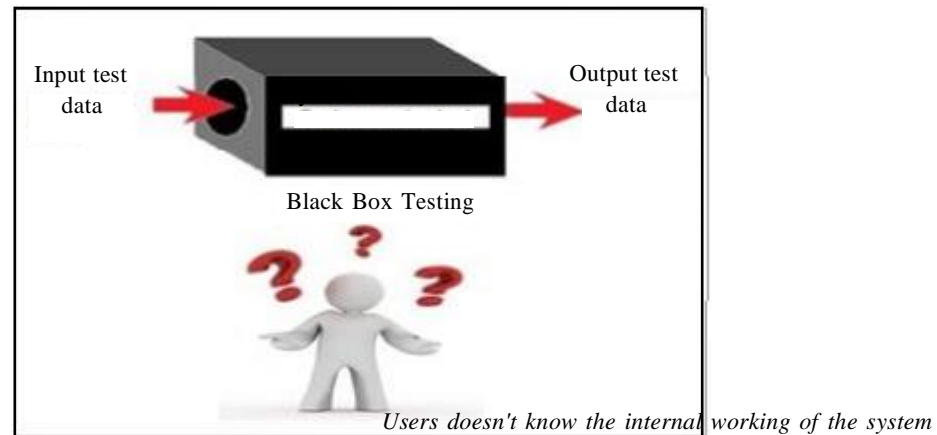 Input test
data
Output test
data
Black Box Testing
? ? ?
Users doesn't know the internal working of the system